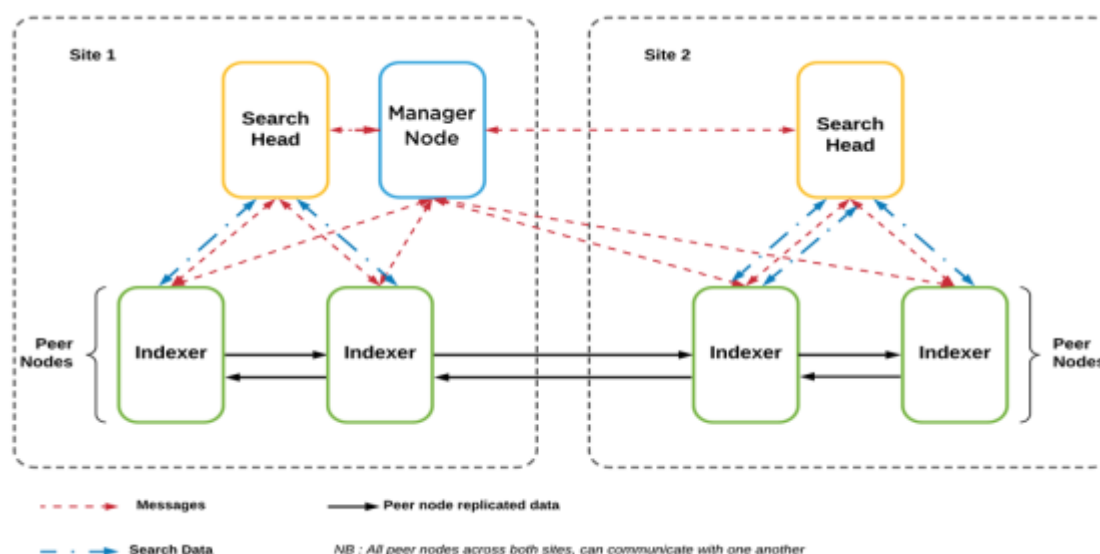 Site 1
Site 2
Search
Head
Manager
Node
Search
Head
Peer
Nodes
Indexer
Indexer
Indexer
Indexer
Peer
Nodes
Messages
Peer node replicated data
Search Data
NB : All peer nodes across both sites, can communicate with one another